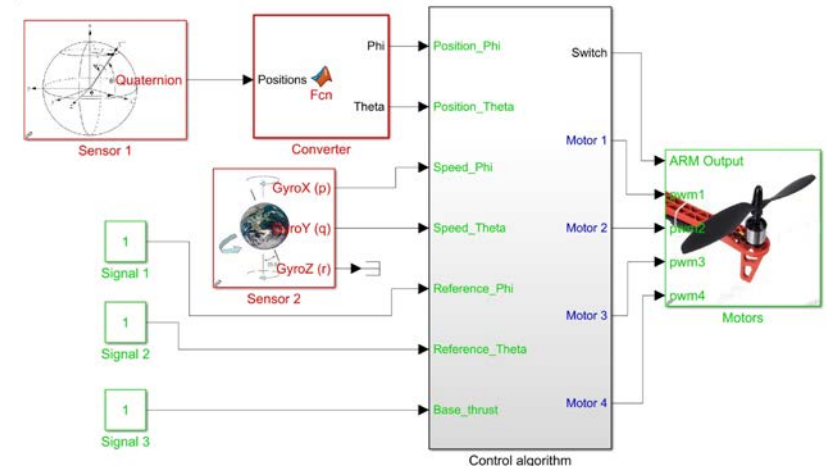 Quaternion
Sensor 1
Positions
Fcn
Phi
Theta
Converter
GyroX (p)
GyroY (q)
GyroZ (r)
Sensor 2
1
Signal 1
1
Signal 2
1
Signal 3
Position_Phi
Position_Theta
Speed_Phi
Speed_Theta
Reference_Phi
Reference_Theta
Base_thrust
Switch
Motor 1
Motor 2
Motor 3
Motor 4
Control algorithm
ARM Output
pwm1
pwm2
pwm3
pwm4
Motors